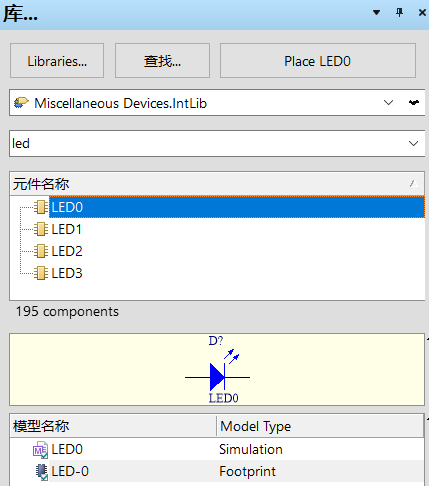 库...
Libraries... 查找... Place LED0
Miscellaneous Devices.IntLib
led
元件名称
LED0
LED1
LED2
LED3
195 components
D?
LED0
模型名称 Model Type
LED0 Simulation
LED-0 Footprint